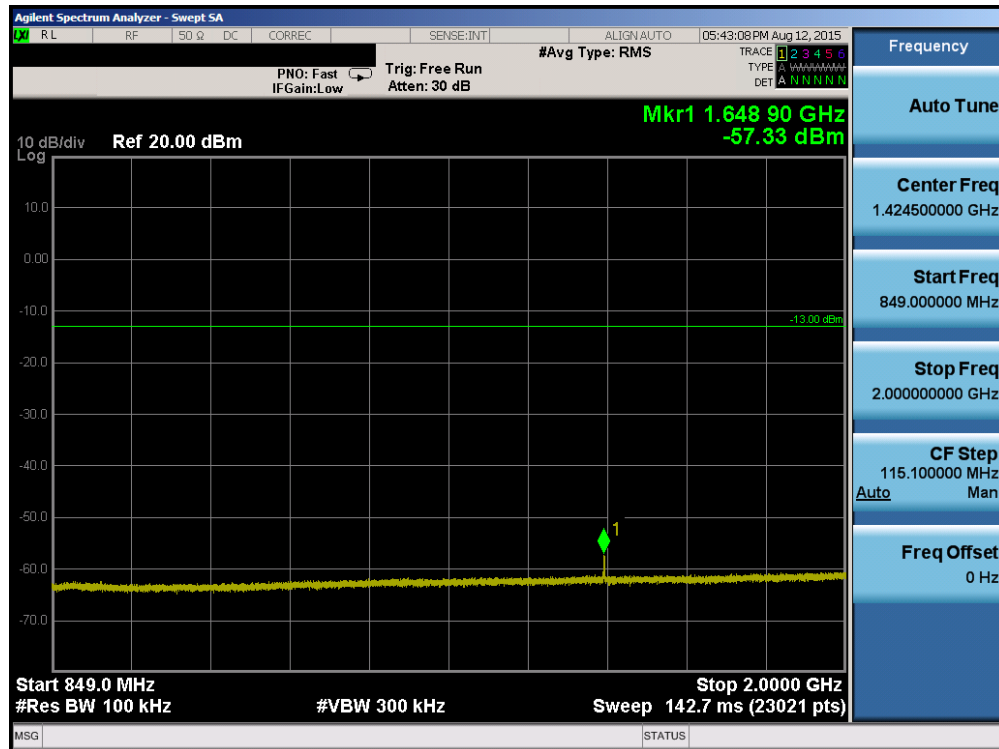 Agilent Spectrum Analyzer - Swept SA
LXI RL RF 50 Ω DC CORREC SENSE:INT ALIGN AUTO 05:43:08 PM Aug 12, 2015
#Avg Type: RMS TRACE 1 2 3 4 5 6
PNO: Fast Trig: Free Run TYPE A WWWWW
IFGain:Low Atten: 30 dB DET A N N N N N
Mkr1 1.648 90 GHz
-57.33 dBm
10 dB/div Ref 20.00 dBm
Log
10.0
0.00
-10.0
-13.00 dBm
-20.0
-30.0
-40.0
-50.0
1
-60.0
-70.0
Start 849.0 MHz Stop 2.0000 GHz
#Res BW 100 kHz #VBW 300 kHz Sweep 142.7 ms (23021 pts)
MSG STATUS
Frequency
Auto Tune
Center Freq
1.424500000 GHz
Start Freq
849.000000 MHz
Stop Freq
2.000000000 GHz
CF Step
115.100000 MHz
Auto Man
Freq Offset
0 Hz